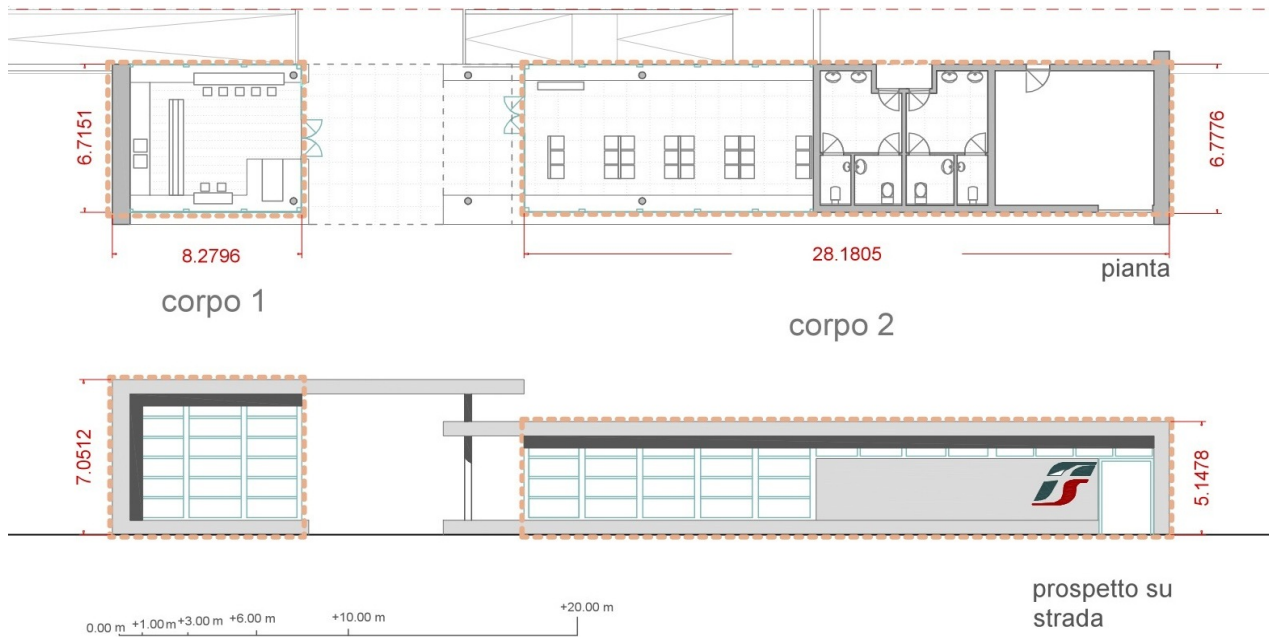 6.7151
6.7776
8.2796
28.1805
pianta
corpo 1
corpo 2
7.0512
5.1478
prospetto su
strada
0.00 m +1.00 m +3.00 m +6.00 m +10.00 m +20.00 m